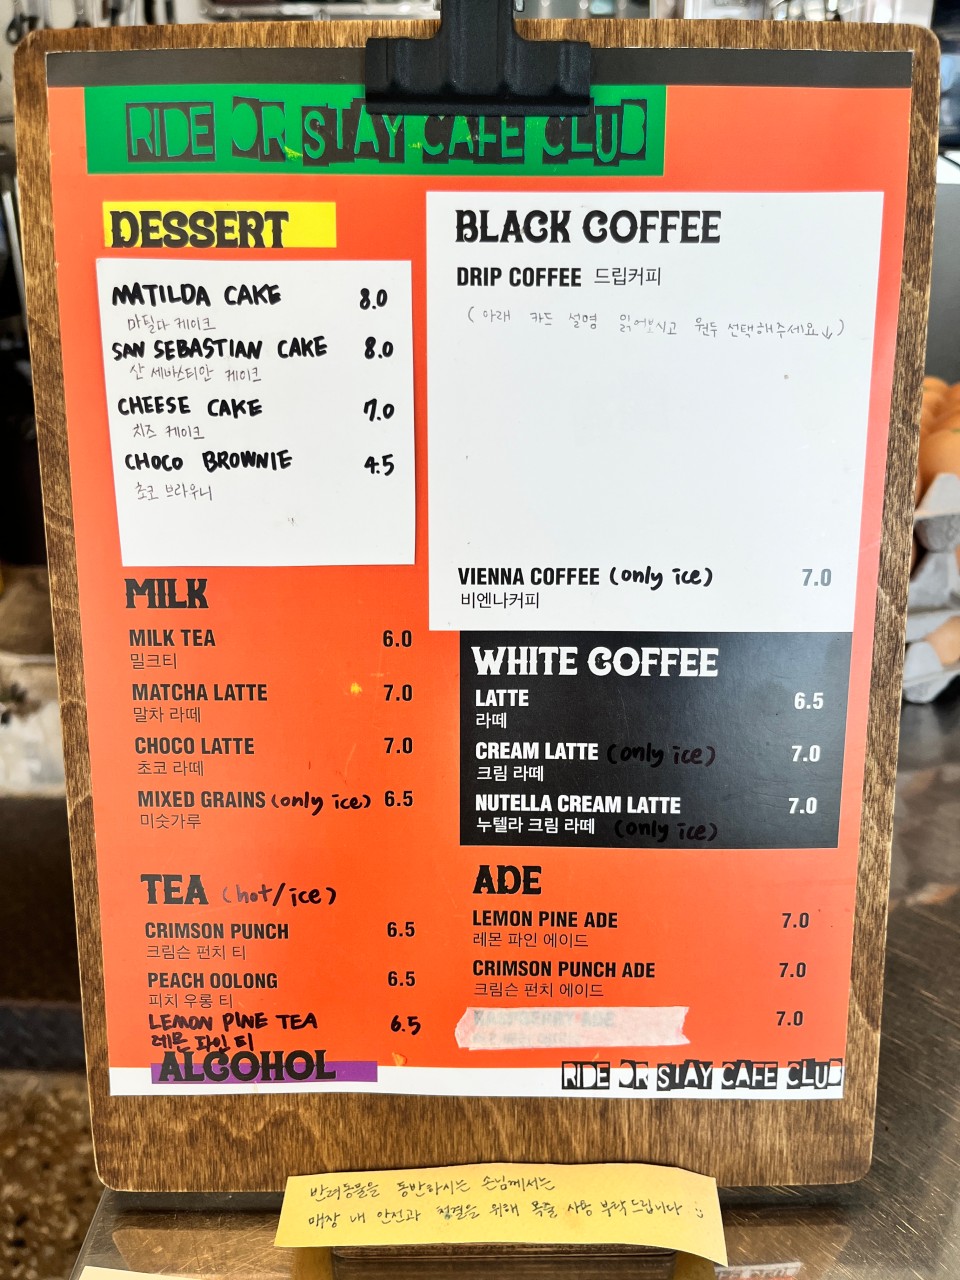 RIDE OR STAY CAFE CLUB
DESSERT
MATILDA CAKE 8.0
마틸다 케이크
SAN SEBASTIAN CAKE 8.0
산 세바스티안 케이크
CHEESE CAKE 7.0
치즈 케이크
CHOCO BROWNIE 4.5
초코 브라우니
MILK
MILK TEA 6.0
밀크티
MATCHA LATTE 7.0
말차 라떼
CHOCO LATTE 7.0
초코 라떼
MIXED GRAINS (only ice) 6.5
미숫가루
TEA (hot/ice)
CRIMSON PUNCH 6.5
크림슨 펀치 티
PEACH OOLONG 6.5
피치 우롱 티
LEMON PINE TEA 6.5
레몬 파인 티
ALCOHOL
BLACK COFFEE
DRIP COFFEE 드립커피
(아래 카드 설명 읽어보시고 원두 선택해주세요↓)
VIENNA COFFEE (only ice) 7.0
비엔나커피
WHITE COFFEE
LATTE 6.5
라떼
CREAM LATTE (only ice) 7.0
크림 라떼
NUTELLA CREAM LATTE 7.0
누텔라 크림 라떼 (only ice)
ADE
LEMON PINE ADE 7.0
레몬 파인 에이드
CRIMSON PUNCH ADE 7.0
크림슨 펀치 에이드
RASPBERRY ADE 7.0
RIDE OR STAY CAFE CLUB
반려동물을 동반하시는 손님께서는
매장 내 안전과 청결을 위해 목줄 사용 부탁드립니다 :)